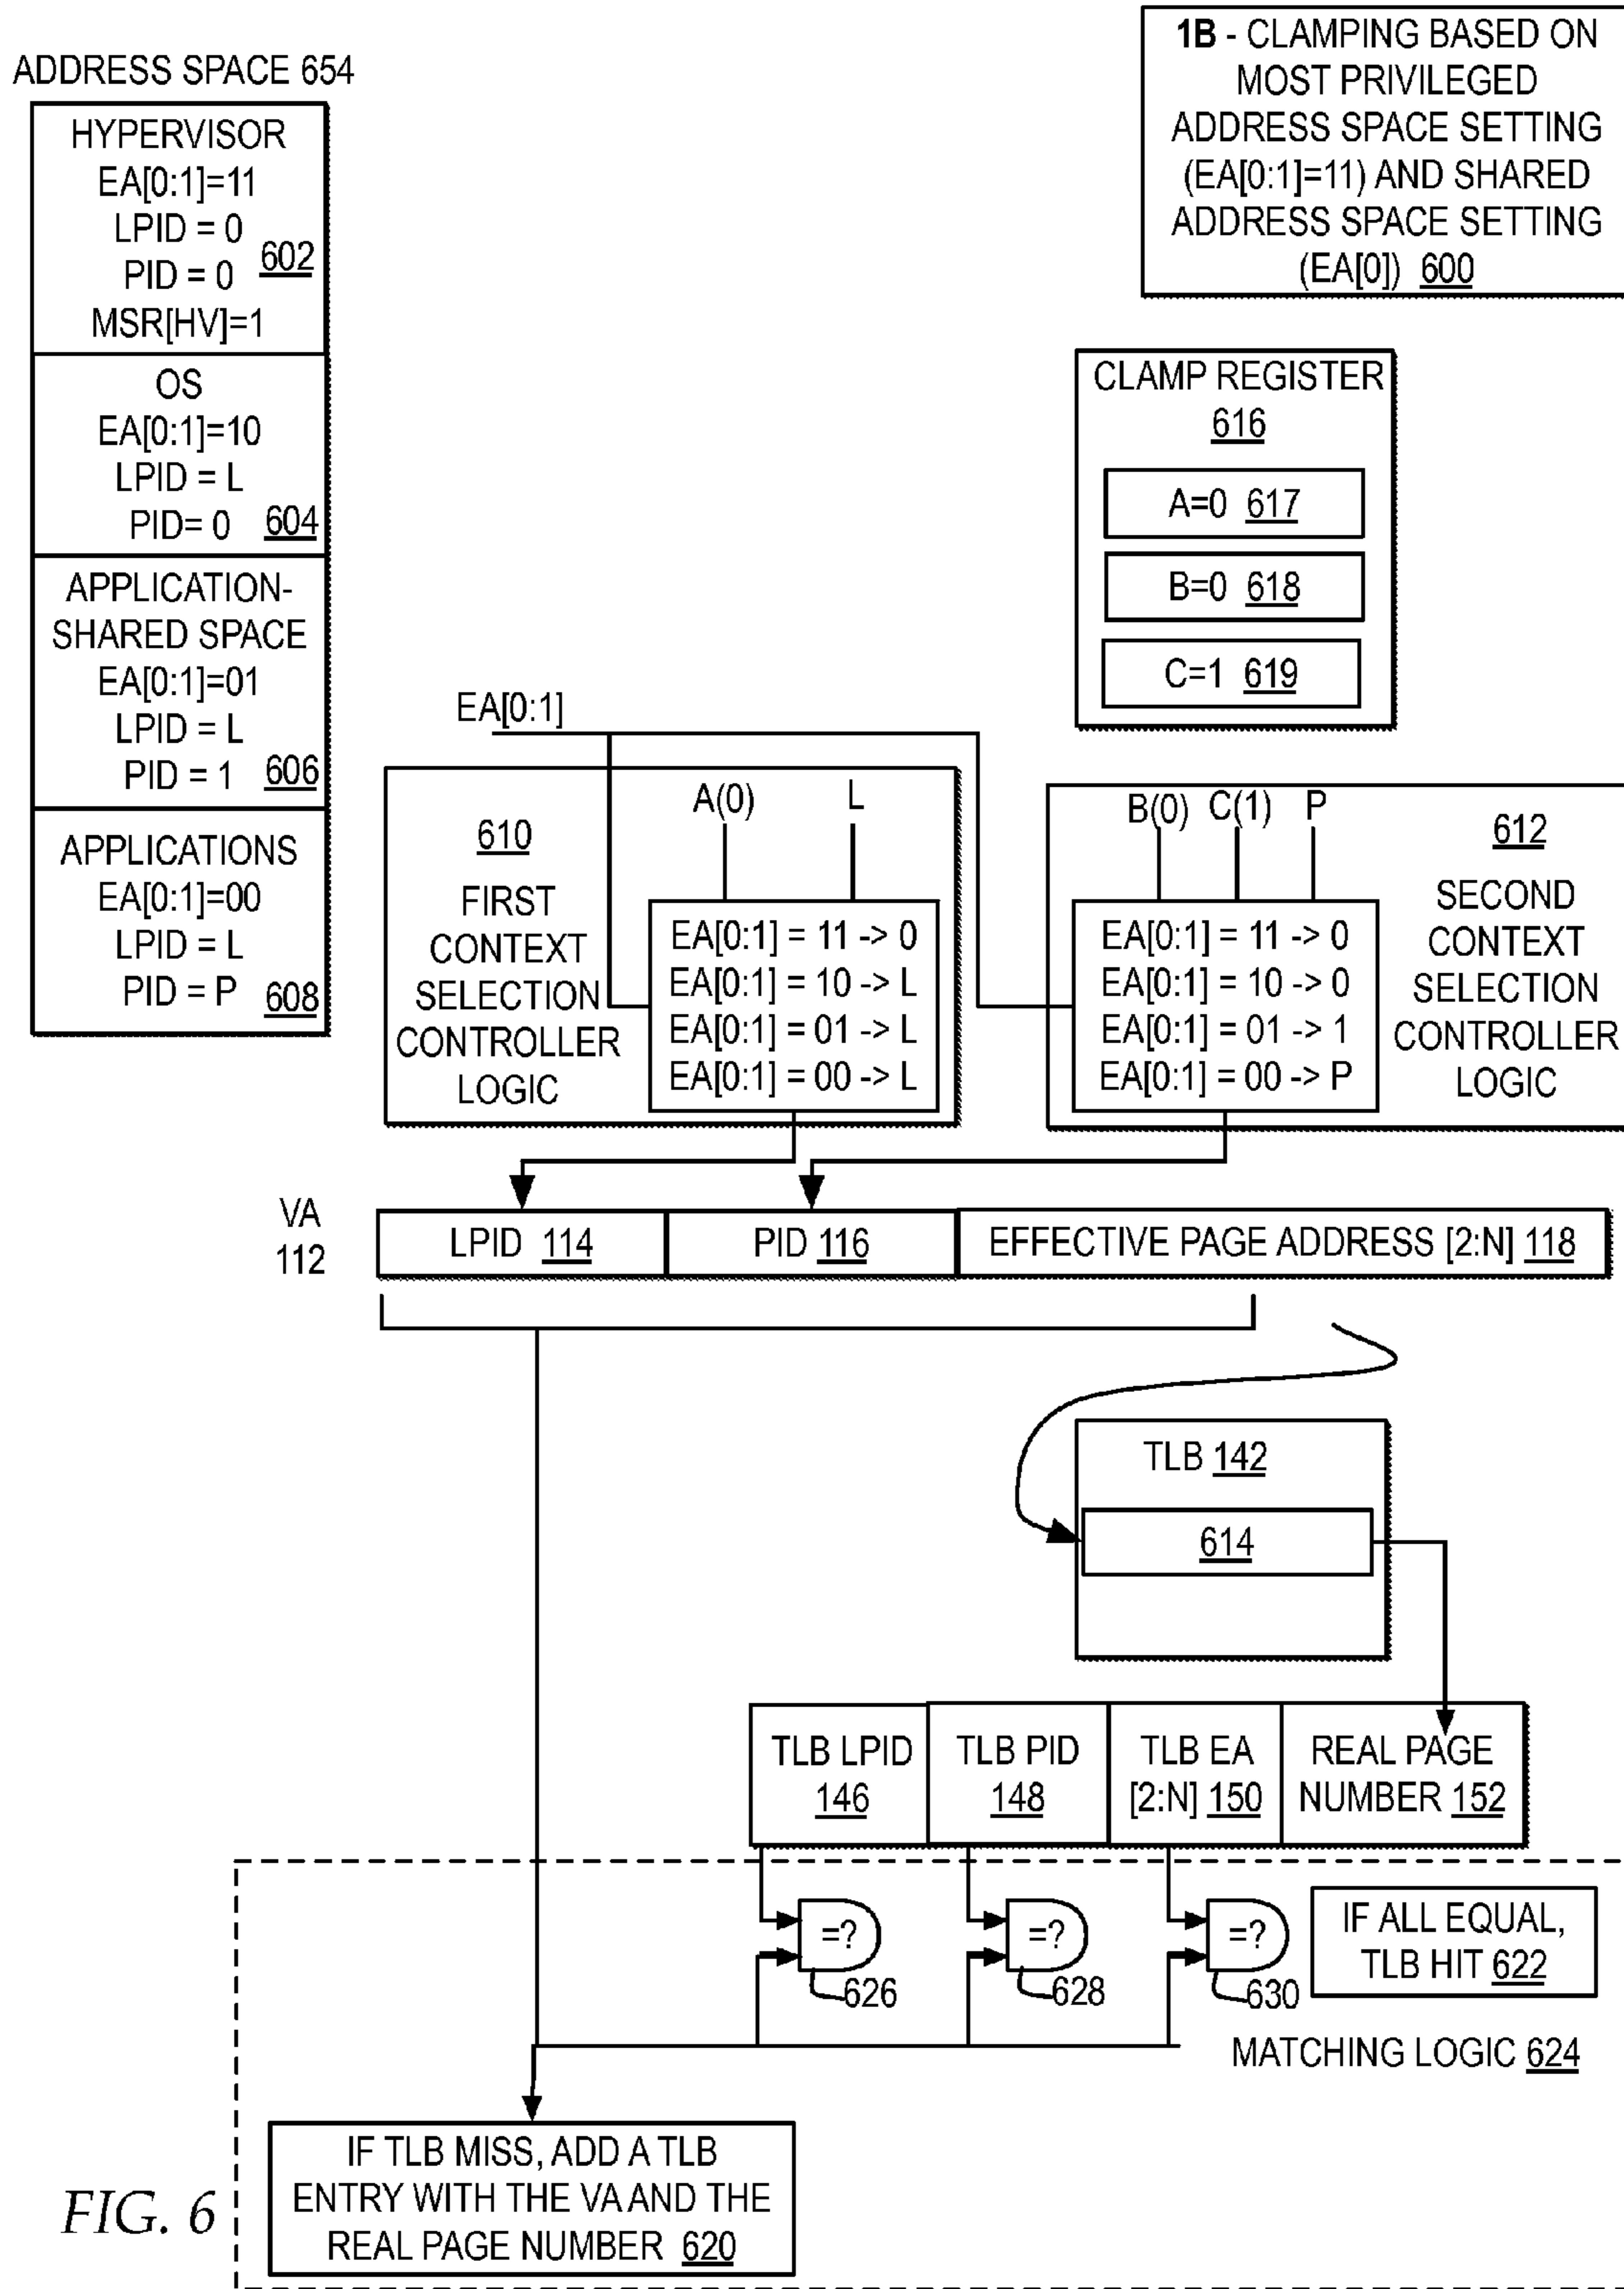 1B - CLAMPING BASED ON
MOST PRIVILEGED
ADDRESS SPACE SETTING
(EA[0:1]=11) AND SHARED
ADDRESS SPACE SETTING
(EA[0]) 600
ADDRESS SPACE 654
HYPERVISOR
EA[0:1]=11
LPID = 0
PID = 0 602
MSR[HV]=1
OS
EA[0:1]=10
LPID = L
PID= 0 604
APPLICATION-
SHARED SPACE
EA[0:1]=01
LPID = L
PID = 1 606
APPLICATIONS
EA[0:1]=00
LPID = L
PID = P 608
CLAMP REGISTER
616
A=0 617
B=0 618
C=1 619
EA[0:1]
610
FIRST
CONTEXT
SELECTION
CONTROLLER
LOGIC
A(0) L
EA[0:1] = 11 -> 0
EA[0:1] = 10 -> L
EA[0:1] = 01 -> L
EA[0:1] = 00 -> L
B(0) C(1) P
EA[0:1] = 11 -> 0
EA[0:1] = 10 -> 0
EA[0:1] = 01 -> 1
EA[0:1] = 00 -> P
612
SECOND
CONTEXT
SELECTION
CONTROLLER
LOGIC
VA
112
LPID 114
PID 116
EFFECTIVE PAGE ADDRESS [2:N] 118
TLB 142
614
TLB LPID
146
TLB PID
148
TLB EA
[2:N] 150
REAL PAGE
NUMBER 152
=?
626
=?
628
=?
630
IF ALL EQUAL,
TLB HIT 622
MATCHING LOGIC 624
IF TLB MISS, ADD A TLB
ENTRY WITH THE VA AND THE
REAL PAGE NUMBER 620
FIG. 6